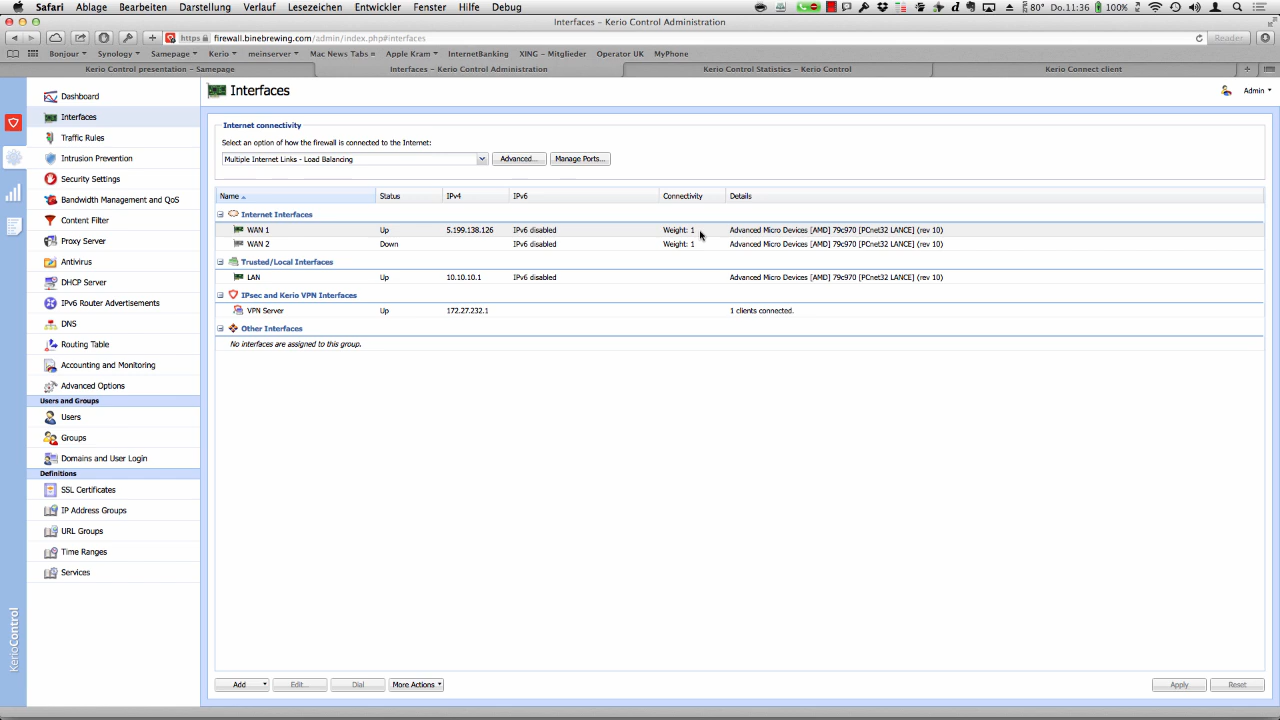 Safari Ablage Bearbeiten Darstellung Verlauf Lesezeichen Entwickler Fenster Hilfe Debug 80° Do.11:36 100%
Interfaces – Kerio Control Administration
https firewall.binebrewing.com/admin/index.php#interfaces Reader
Bonjour Synology Samepage Kerio meinserver Mac News Tabs Apple Kram InternetBanking XING – Mitglieder Operator UK MyPhone
Kerio Control presentation – Samepage Interfaces – Kerio Control Administration Kerio Control Statistics – Kerio Control Kerio Connect client +
Interfaces Admin
Dashboard
Interfaces
Traffic Rules
Intrusion Prevention
Security Settings
Bandwidth Management and QoS
Content Filter
Proxy Server
Antivirus
DHCP Server
IPv6 Router Advertisements
DNS
Routing Table
Accounting and Monitoring
Advanced Options
Users and Groups
Users
Groups
Domains and User Login
Definitions
SSL Certificates
IP Address Groups
URL Groups
Time Ranges
Services
KerioControl
Internet connectivity
Select an option of how the firewall is connected to the Internet:
Multiple Internet Links - Load Balancing Advanced... Manage Ports...
Name Status IPv4 IPv6 Connectivity Details
Internet Interfaces
WAN 1 Up 5.199.138.126 IPv6 disabled Weight: 1 Advanced Micro Devices [AMD] 79c970 [PCnet32 LANCE] (rev 10)
WAN 2 Down IPv6 disabled Weight: 1 Advanced Micro Devices [AMD] 79c970 [PCnet32 LANCE] (rev 10)
Trusted/Local Interfaces
LAN Up 10.10.10.1 IPv6 disabled Advanced Micro Devices [AMD] 79c970 [PCnet32 LANCE] (rev 10)
IPsec and Kerio VPN Interfaces
VPN Server Up 172.27.232.1 1 clients connected.
Other Interfaces
No interfaces are assigned to this group.
Add Edit... Dial More Actions Apply Reset